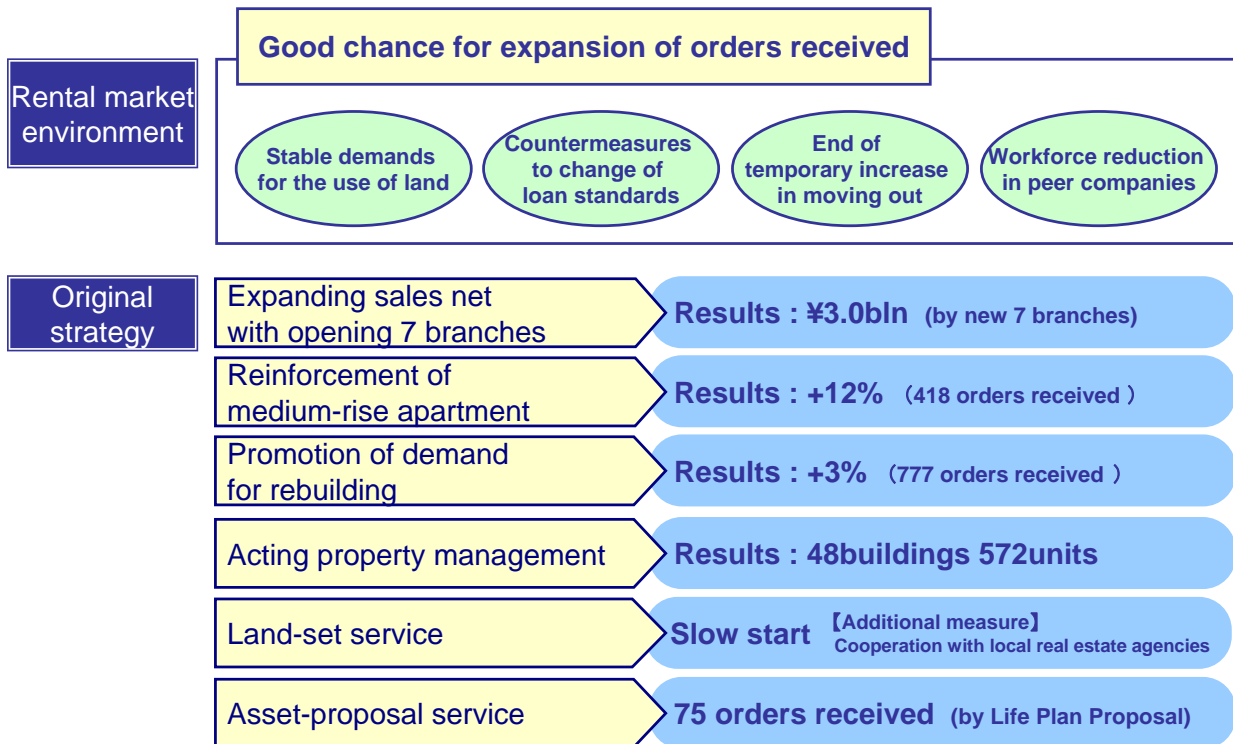 Good chance for expansion of orders received
Rental market
environment
Stable demands
for the use of land
Countermeasures
to change of
loan standards
End of
temporary increase
in moving out
Workforce reduction
in peer companies
Original
strategy
Expanding sales net
with opening 7 branches
Results : ¥3.0bln (by new 7 branches)
Reinforcement of
medium-rise apartment
Results : +12% （418 orders received ）
Promotion of demand
for rebuilding
Results : +3% （777 orders received ）
Acting property management
Results : 48buildings 572units
Land-set service
Slow start 【Additional measure】
Cooperation with local real estate agencies
Asset-proposal service
75 orders received (by Life Plan Proposal)